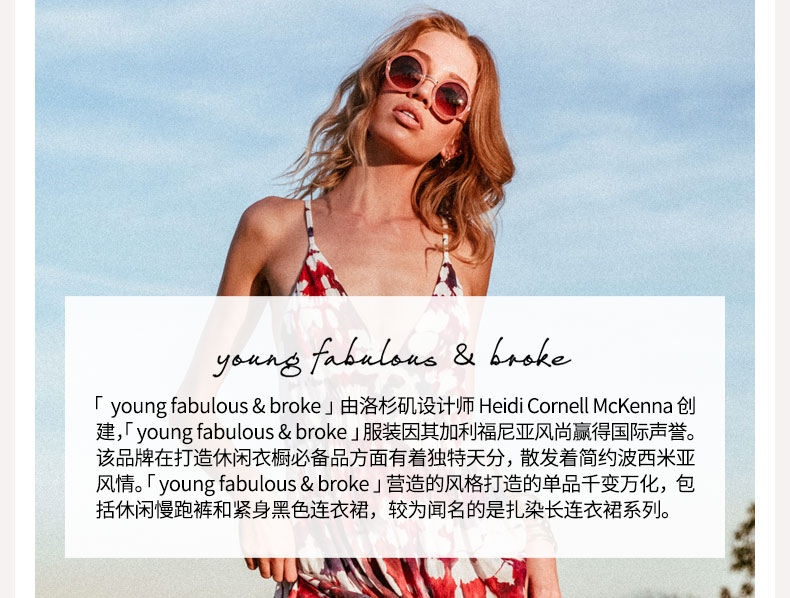 young fabulous & broke
「 young fabulous & broke 」由洛杉矶设计师 Heidi Cornell McKenna 创
建，「 young fabulous & broke 」服装因其加利福尼亚风尚赢得国际声誉。
该品牌在打造休闲衣橱必备品方面有着独特天分，散发着简约波西米亚
风情。「 young fabulous & broke 」营造的风格打造的单品千变万化，包
括休闲慢跑裤和紧身黑色连衣裙，较为闻名的是扎染长连衣裙系列。